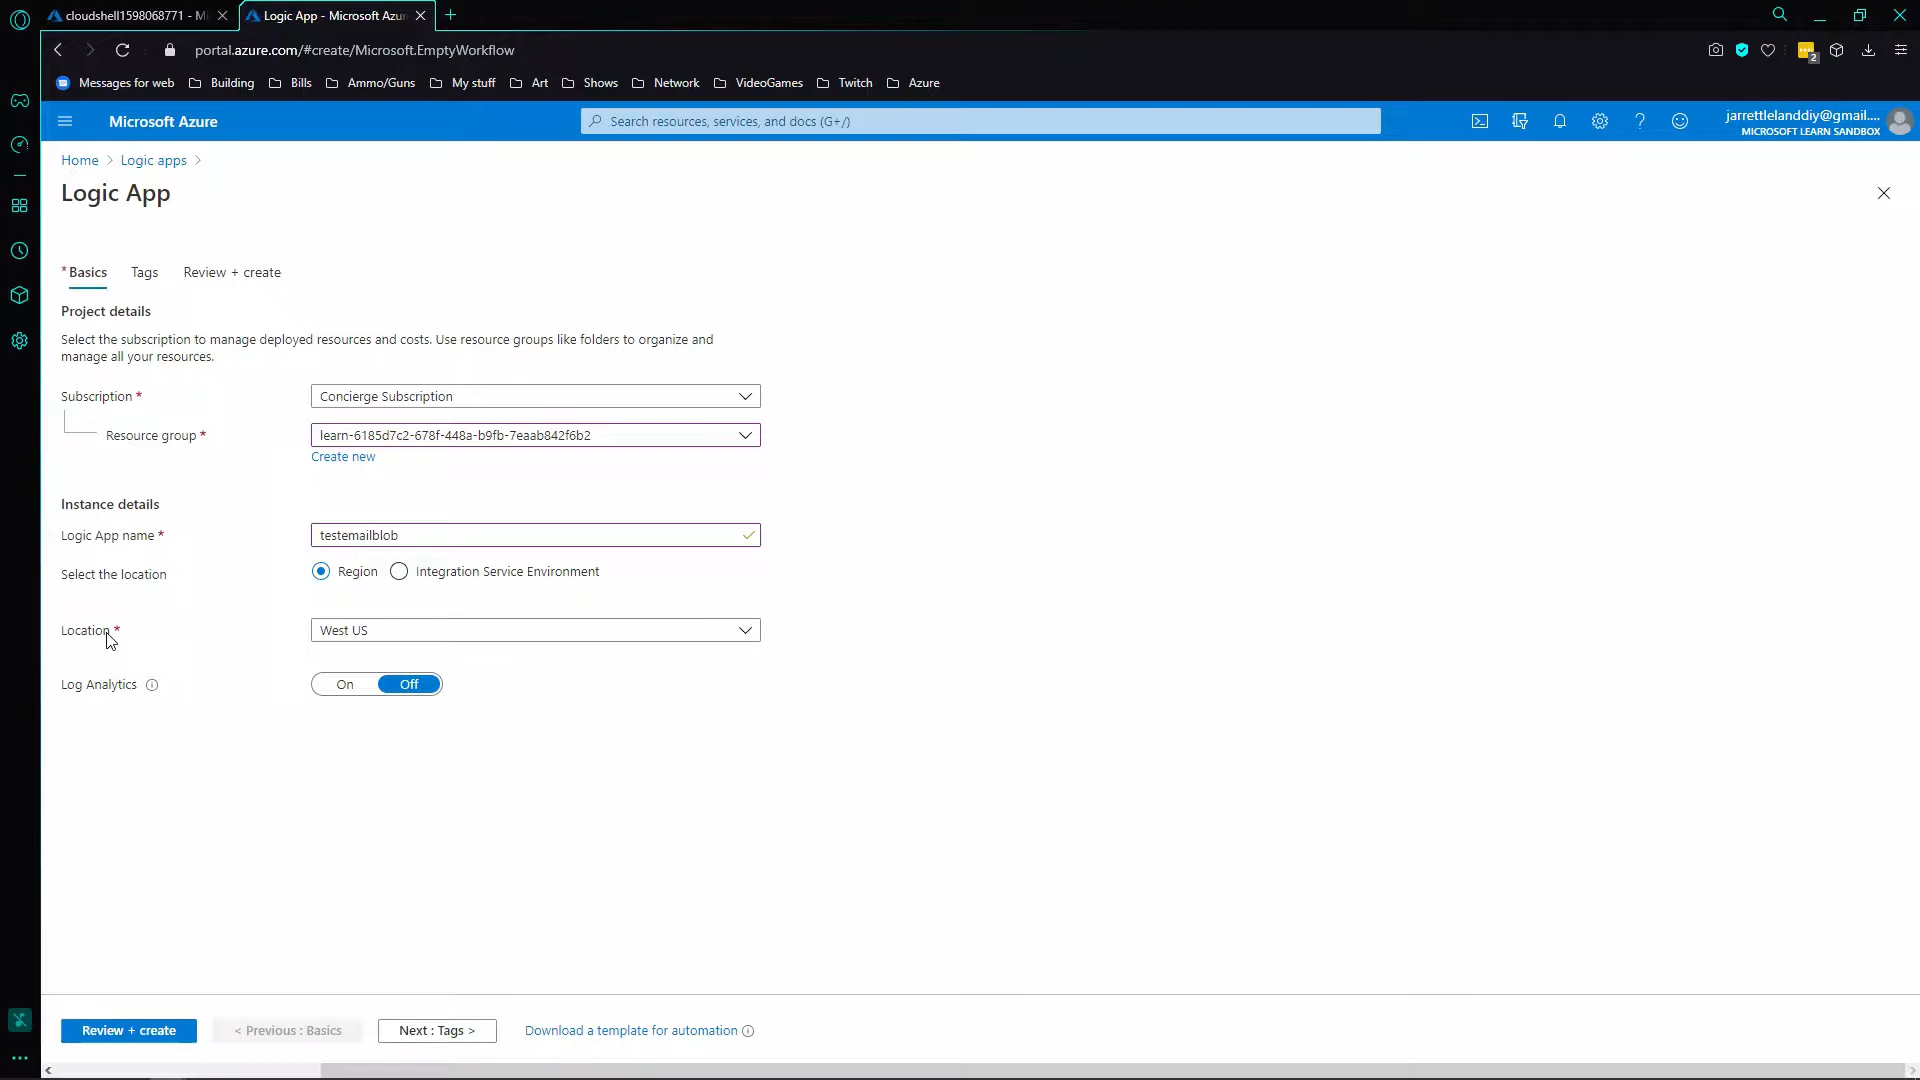 cloudshell1598068771 - Mi
Logic App - Microsoft Azur
portal.azure.com/#create/Microsoft.EmptyWorkflow
2
Messages for web Building Bills Ammo/Guns My stuff Art Shows Network VideoGames Twitch Azure
Microsoft Azure
Search resources, services, and docs (G+/)
jarrettlelanddiy@gmail....
MICROSOFT LEARN SANDBOX
Home > Logic apps >
Logic App
* Basics Tags Review + create
Project details
Select the subscription to manage deployed resources and costs. Use resource groups like folders to organize and
manage all your resources.
Subscription * Concierge Subscription
Resource group * learn-6185d7c2-678f-448a-b9fb-7eaab842f6b2
Create new
Instance details
Logic App name * testemailblob
Select the location Region Integration Service Environment
Location * West US
Log Analytics On Off
Review + create < Previous : Basics Next : Tags > Download a template for automation